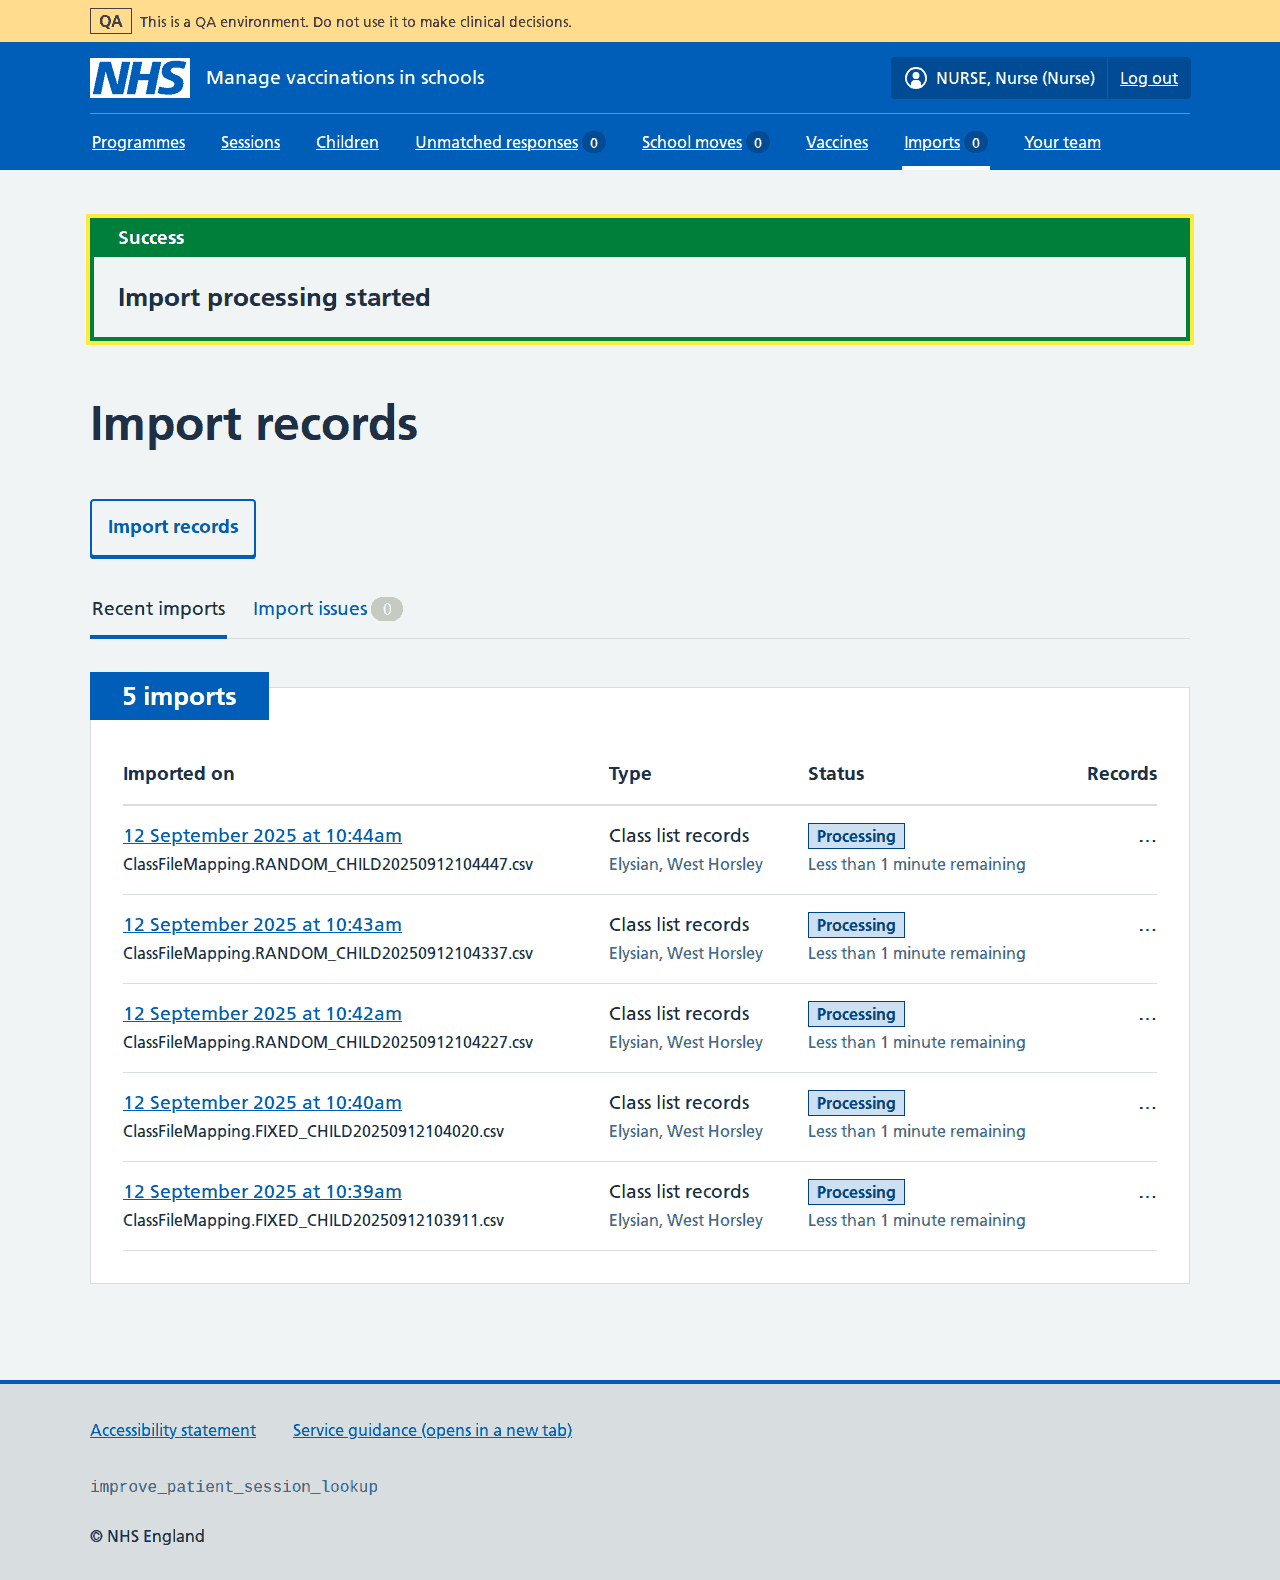 QA This is a QA environment. Do not use it to make clinical decisions.
NHS Manage vaccinations in schools NURSE, Nurse (Nurse) Log out
Programmes Sessions Children Unmatched responses 0 School moves 0 Vaccines Imports 0 Your team
Success
Import processing started
Import records
Import records
Recent imports Import issues 0
5 imports
Imported on Type Status Records
12 September 2025 at 10:44am Class list records Processing ...
ClassFileMapping.RANDOM_CHILD20250912104447.csv Elysian, West Horsley Less than 1 minute remaining
12 September 2025 at 10:43am Class list records Processing ...
ClassFileMapping.RANDOM_CHILD20250912104337.csv Elysian, West Horsley Less than 1 minute remaining
12 September 2025 at 10:42am Class list records Processing ...
ClassFileMapping.RANDOM_CHILD20250912104227.csv Elysian, West Horsley Less than 1 minute remaining
12 September 2025 at 10:40am Class list records Processing ...
ClassFileMapping.FIXED_CHILD20250912104020.csv Elysian, West Horsley Less than 1 minute remaining
12 September 2025 at 10:39am Class list records Processing ...
ClassFileMapping.FIXED_CHILD20250912103911.csv Elysian, West Horsley Less than 1 minute remaining
Accessibility statement Service guidance (opens in a new tab)
improve_patient_session_lookup
© NHS England